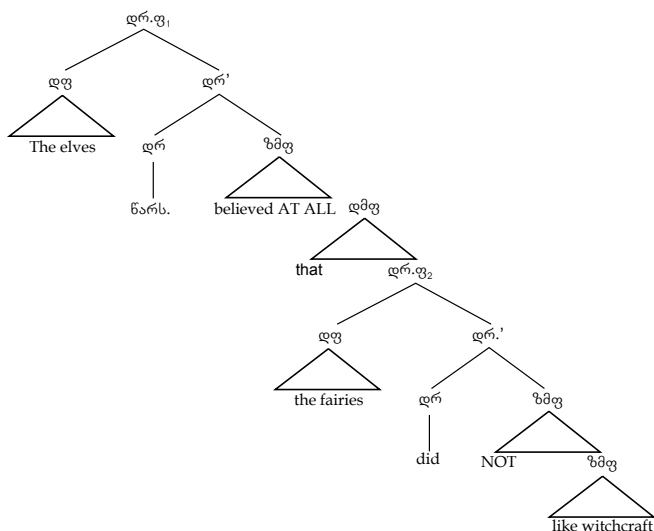 დრ.ფ₁
დფ დრ’
The elves დრ ზმფ
წარს. believed AT ALL დმფ
that დრ.ფ₂
დფ დრ.’
the fairies დრ ზმფ
did NOT ზმფ
like witchcraft